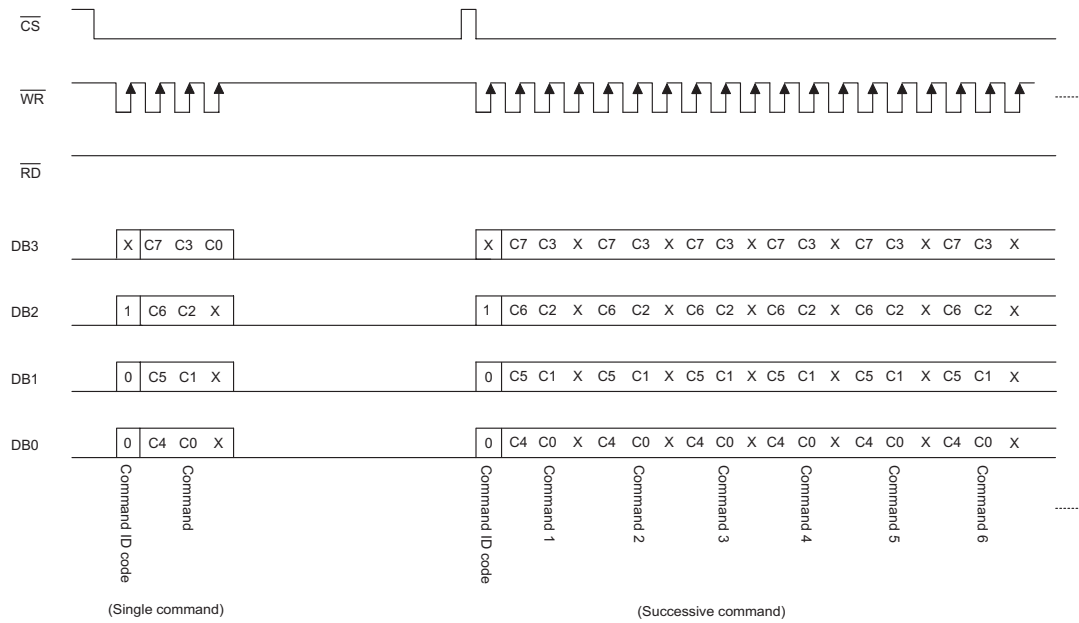 CS
WR
RD
DB3 X C7 C3 C0 X C7 C3 X C7 C3 X C7 C3 X C7 C3 X C7 C3 X C7 C3 X
DB2 1 C6 C2 X 1 C6 C2 X C6 C2 X C6 C2 X C6 C2 X C6 C2 X C6 C2 X
DB1 0 C5 C1 X 0 C5 C1 X C5 C1 X C5 C1 X C5 C1 X C5 C1 X C5 C1 X
DB0 0 C4 C0 X 0 C4 C0 X C4 C0 X C4 C0 X C4 C0 X C4 C0 X C4 C0 X
Command ID code
Command
Command ID code
Command 1
Command 2
Command 3
Command 4
Command 5
Command 6
(Single command)
(Successive command)